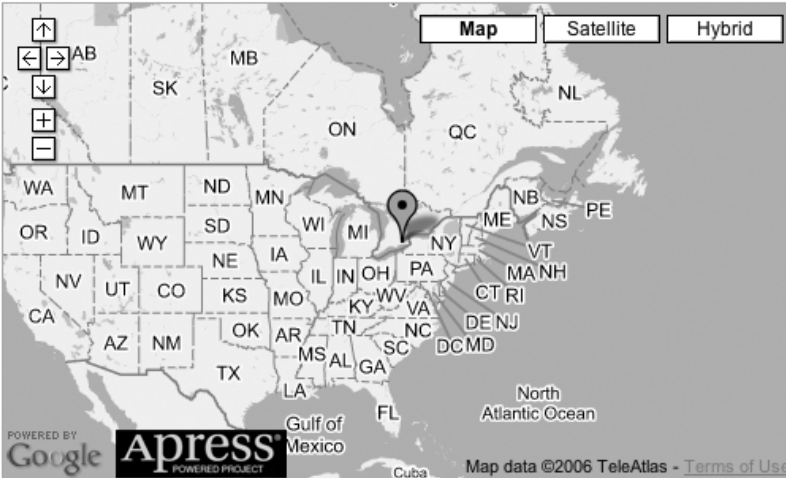 Map Satellite Hybrid
AB
MB
SK
NL
ON
QC
WA
MT
ND
MN
NB
PE
ME
NS
OR
ID
SD
WI
MI
NY
WY
VT
NE
IA
MA NH
NV
UT
CO
IL
IN
OH
PA
CT RI
KS
MO
KY
WV
VA
DE NJ
CA
AZ
NM
OK
AR
TN
NC
DC MD
MS
AL
GA
SC
TX
LA
FL
North
Atlantic Ocean
Gulf of
Mexico
Cuba
POWERED BY
Google
Apress®
POWERED PROJECT
Map data ©2006 TeleAtlas - Terms of Use